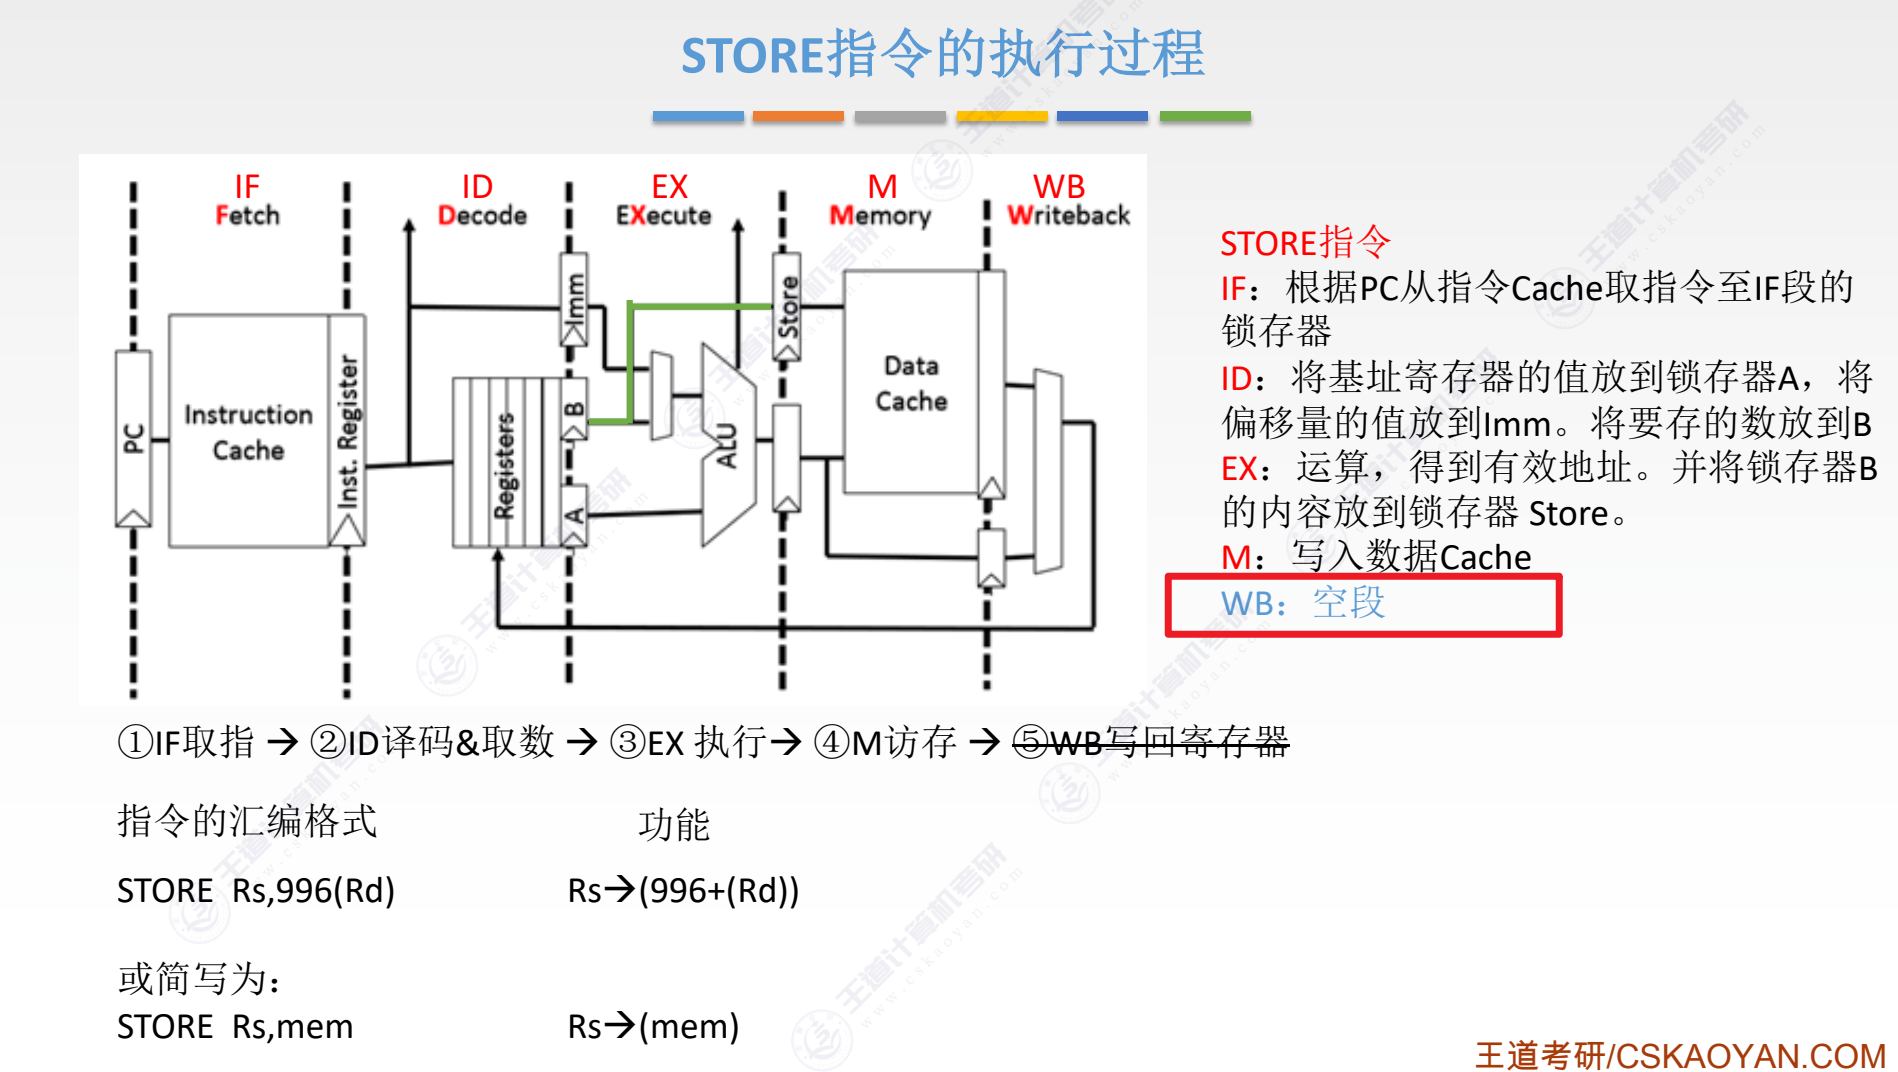 STORE指令的执行过程
IF
ID
EX
M
WB
Fetch
Decode
EXecute
Memory
Writeback
PC
Instruction
Cache
Inst. Register
Registers
Imm
B
A
ALU
Store
Data
Cache
STORE指令
IF：根据PC从指令Cache取指令至IF段的
锁存器
ID：将基址寄存器的值放到锁存器A，将
偏移量的值放到Imm。将要存的数放到B
EX：运算，得到有效地址。并将锁存器B
的内容放到锁存器 Store。
M：写入数据Cache
WB：空段
①IF取指 → ②ID译码&取数 → ③EX 执行→ ④M访存 → ⑤WB写回寄存器
指令的汇编格式
功能
STORE Rs,996(Rd)
Rs→(996+(Rd))
或简写为：
STORE Rs,mem
Rs→(mem)
王道考研/CSKAOYAN.COM
王道计算机考研
www.cskaoyan.com